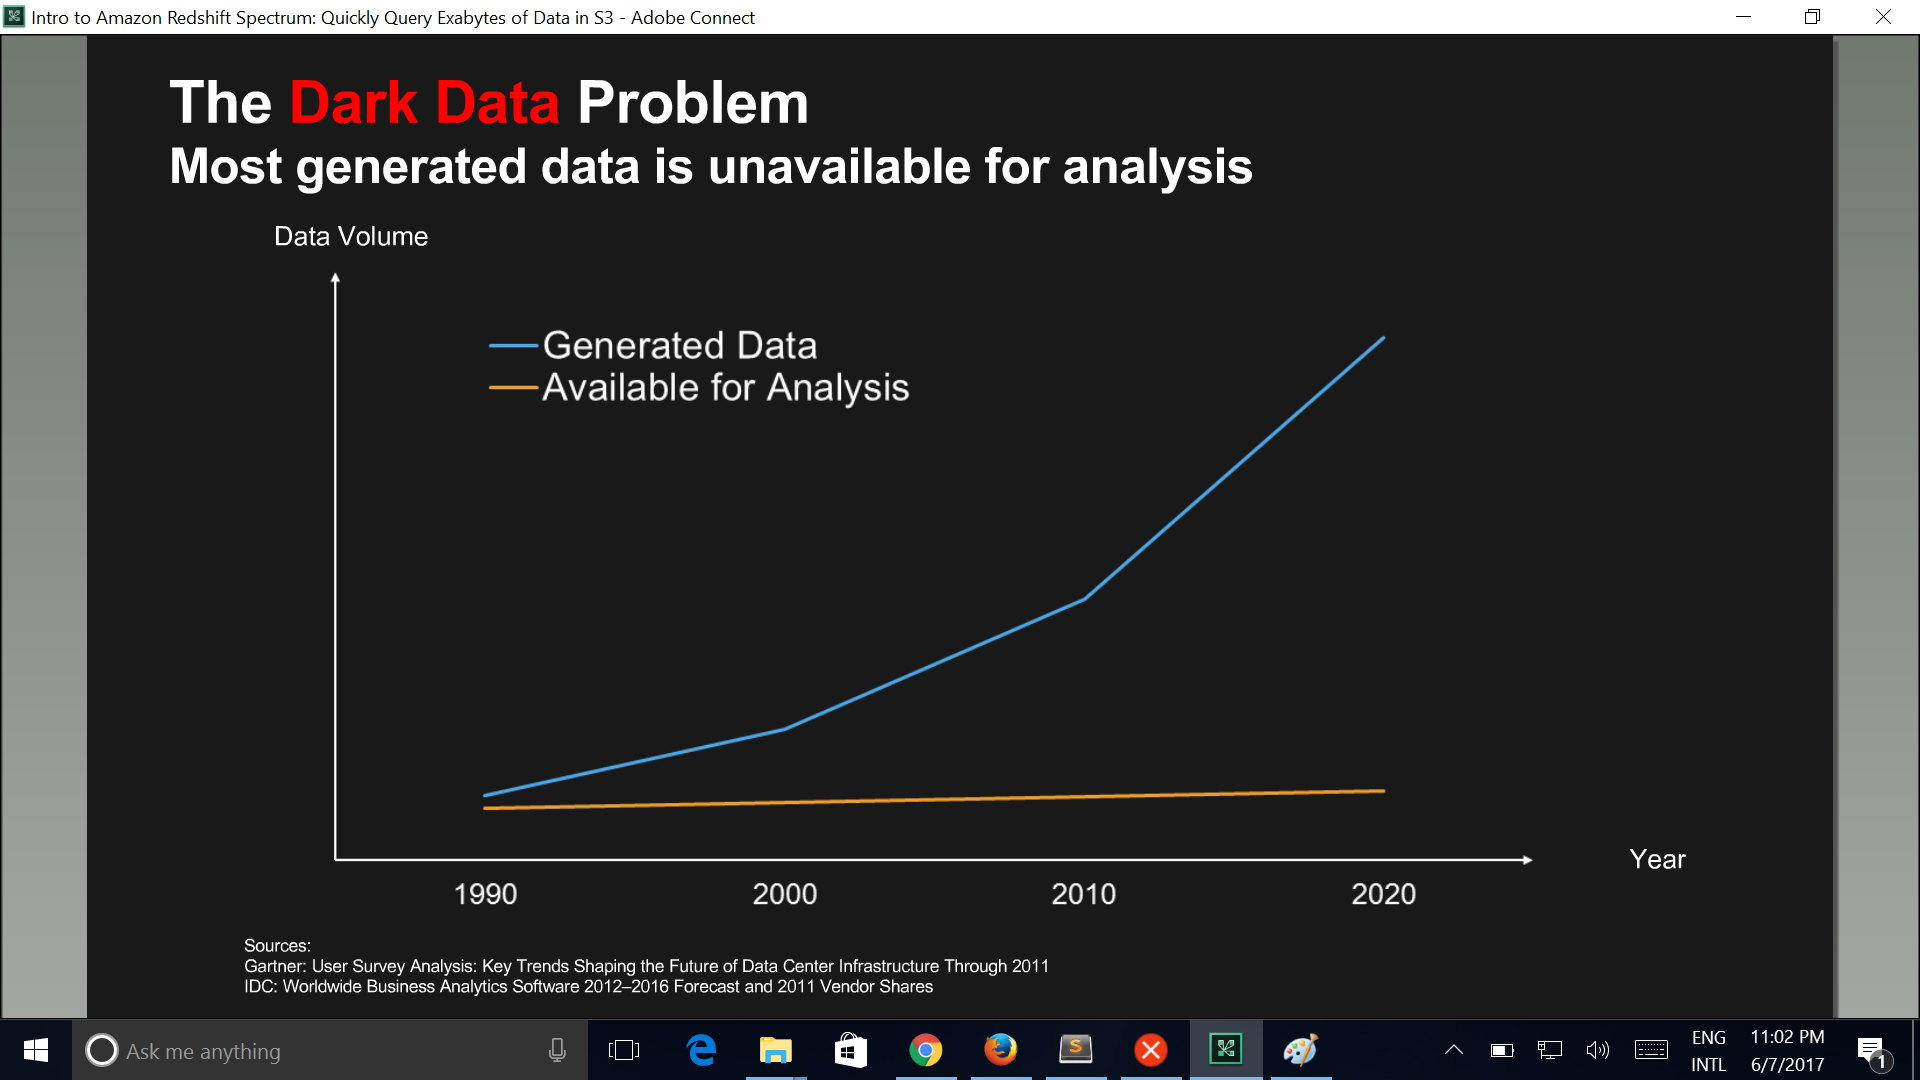 Intro to Amazon Redshift Spectrum: Quickly Query Exabytes of Data in S3 - Adobe Connect
The Dark Data Problem
Most generated data is unavailable for analysis
Data Volume
Generated Data
Available for Analysis
Year
1990 2000 2010 2020
Sources:
Gartner: User Survey Analysis: Key Trends Shaping the Future of Data Center Infrastructure Through 2011
IDC: Worldwide Business Analytics Software 2012–2016 Forecast and 2011 Vendor Shares
Ask me anything
S
ENG 11:02 PM
INTL 6/7/2017
1